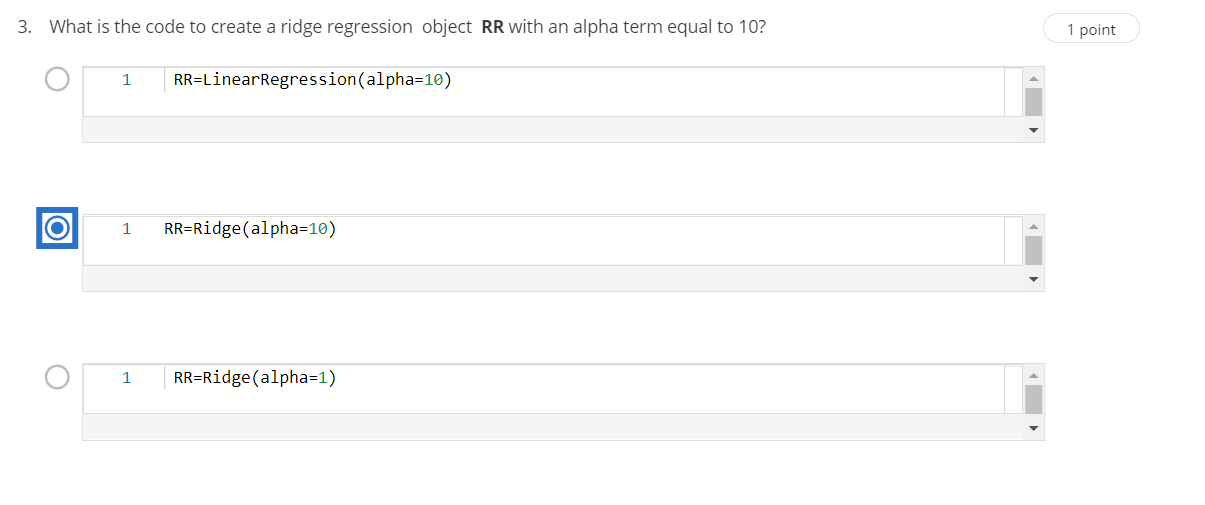 3. What is the code to create a ridge regression object RR with an alpha term equal to 10?
1 point
1 RR=LinearRegression(alpha=10)
1 RR=Ridge(alpha=10)
1 RR=Ridge(alpha=1)